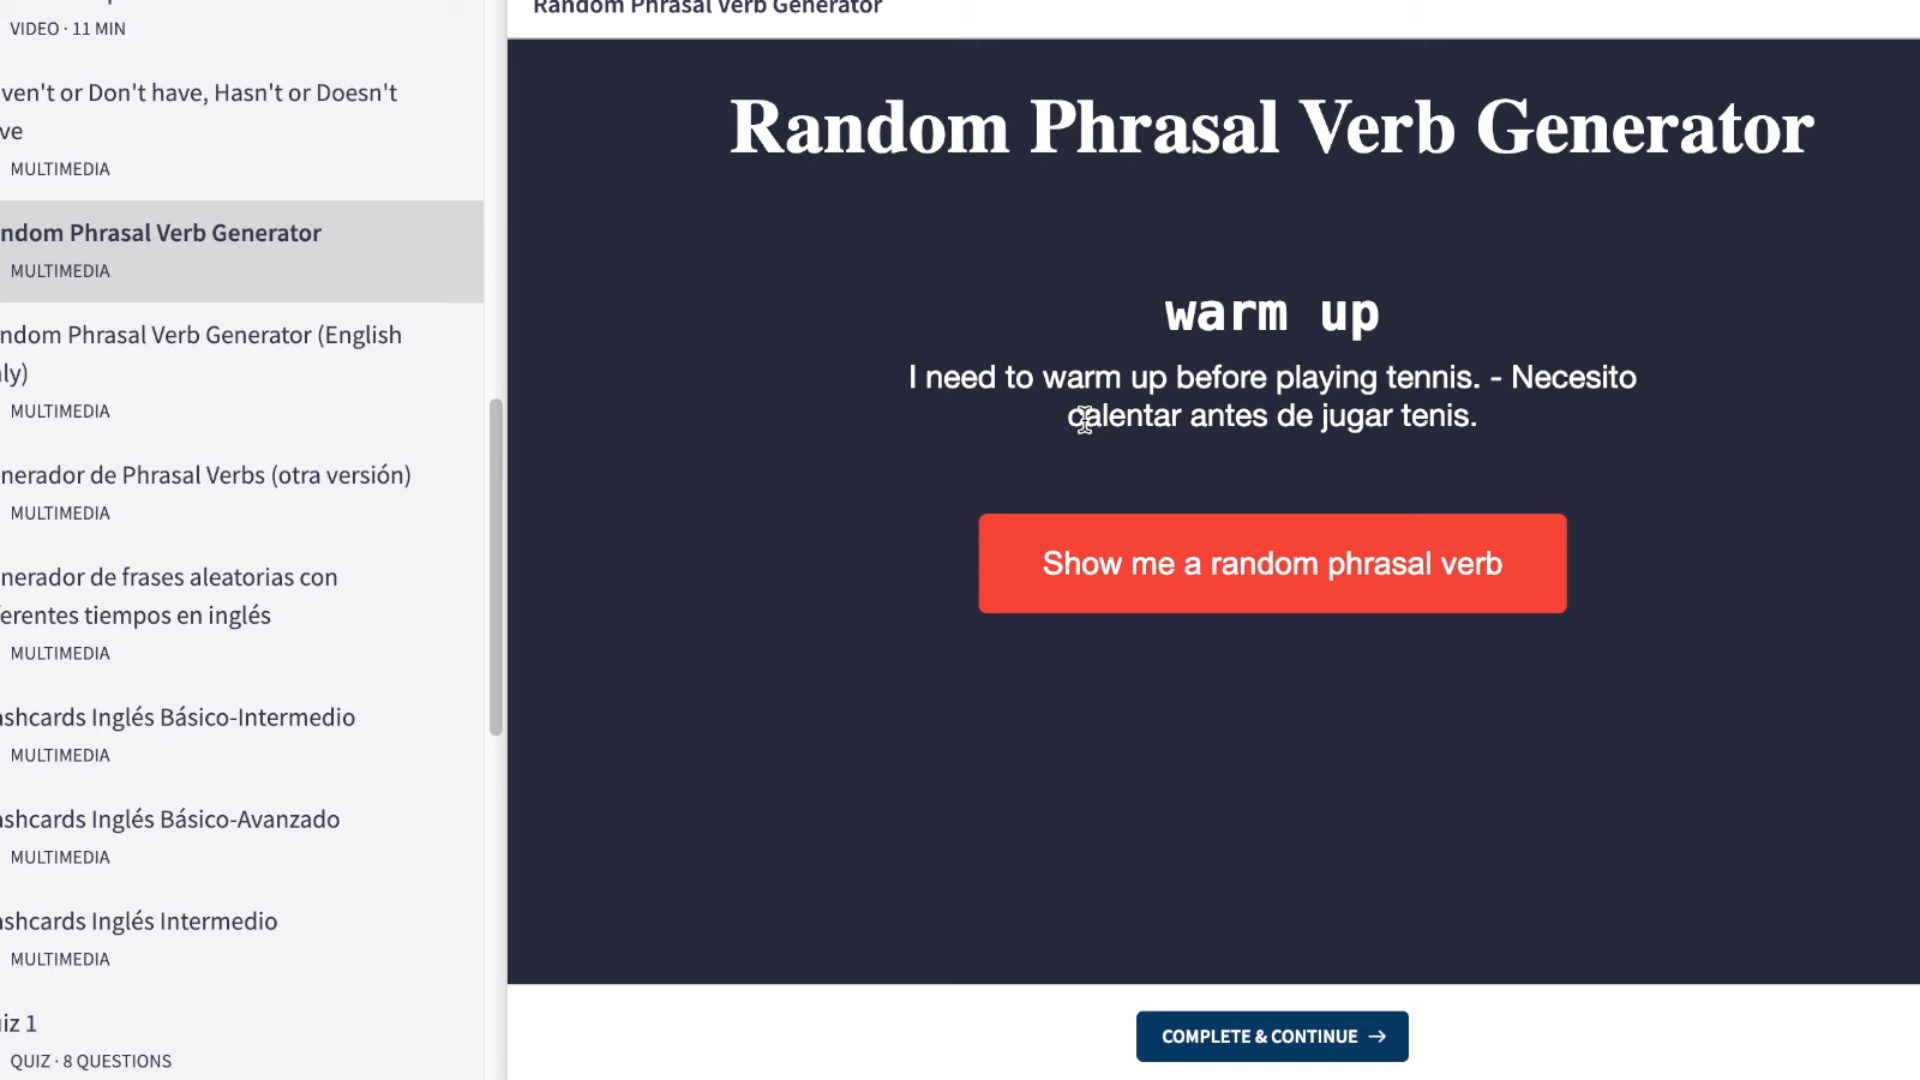 VIDEO · 11 MIN
ven't or Don't have, Hasn't or Doesn't
ve
MULTIMEDIA
ndom Phrasal Verb Generator
MULTIMEDIA
ndom Phrasal Verb Generator (English
ly)
MULTIMEDIA
nerador de Phrasal Verbs (otra versión)
MULTIMEDIA
nerador de frases aleatorias con
erentes tiempos en inglés
MULTIMEDIA
ashcards Inglés Básico-Intermedio
MULTIMEDIA
ashcards Inglés Básico-Avanzado
MULTIMEDIA
ashcards Inglés Intermedio
MULTIMEDIA
iz 1
QUIZ · 8 QUESTIONS
Random Phrasal Verb Generator
Random Phrasal Verb Generator
warm up
I need to warm up before playing tennis. - Necesito
calentar antes de jugar tenis.
Show me a random phrasal verb
COMPLETE & CONTINUE →